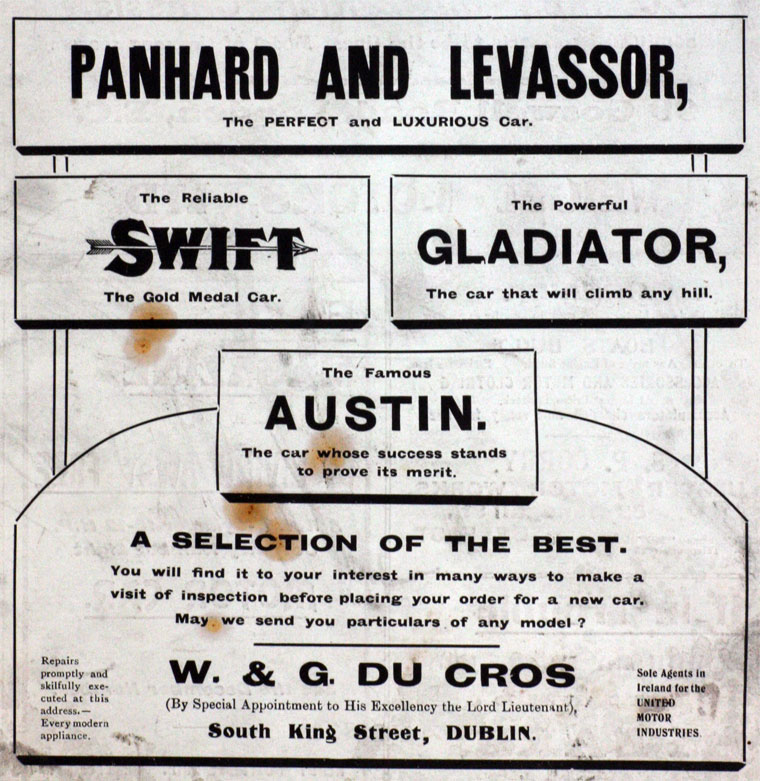 PANHARD AND LEVASSOR,
The PERFECT and LUXURIOUS Car.
The Reliable
SWIFT
The Gold Medal Car.
The Powerful
GLADIATOR,
The car that will climb any hill.
The Famous
AUSTIN.
The car whose success stands
to prove its merit.
A SELECTION OF THE BEST.
You will find it to your interest in many ways to make a
visit of inspection before placing your order for a new car.
May we send you particulars of any model ?
Repairs
promptly and
skilfully exe-
cuted at this
address.—
Every modern
appliance.
W. & G. DU CROS
(By Special Appointment to His Excellency the Lord Lieutenant),
South King Street, DUBLIN.
Sole Agents in
Ireland for the
UNITED
MOTOR
INDUSTRIES.